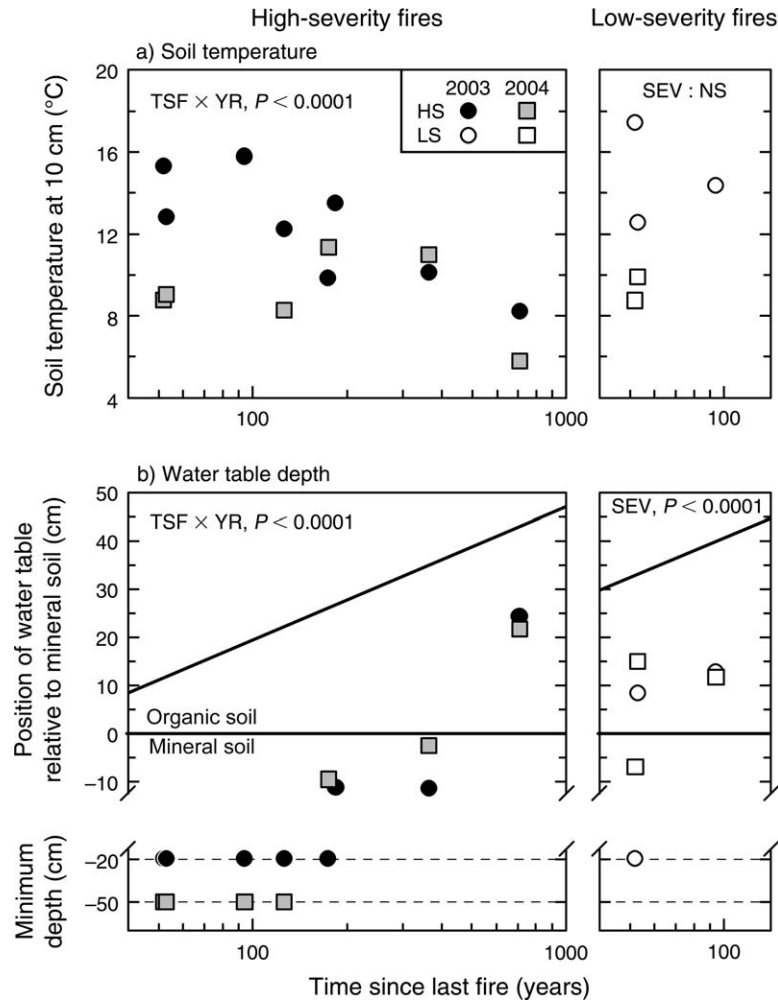 High-severity fires
Low-severity fires
a) Soil temperature
TSF × YR, P < 0.0001
2003 2004
HS
LS
SEV : NS
Soil temperature at 10 cm (°C)
20
16
12
8
4
100
1000
100
b) Water table depth
TSF × YR, P < 0.0001
SEV, P < 0.0001
Position of water table
relative to mineral soil (cm)
50
40
30
20
10
0
−10
Organic soil
Mineral soil
Minimum
depth (cm)
−20
−50
100
1000
100
Time since last fire (years)